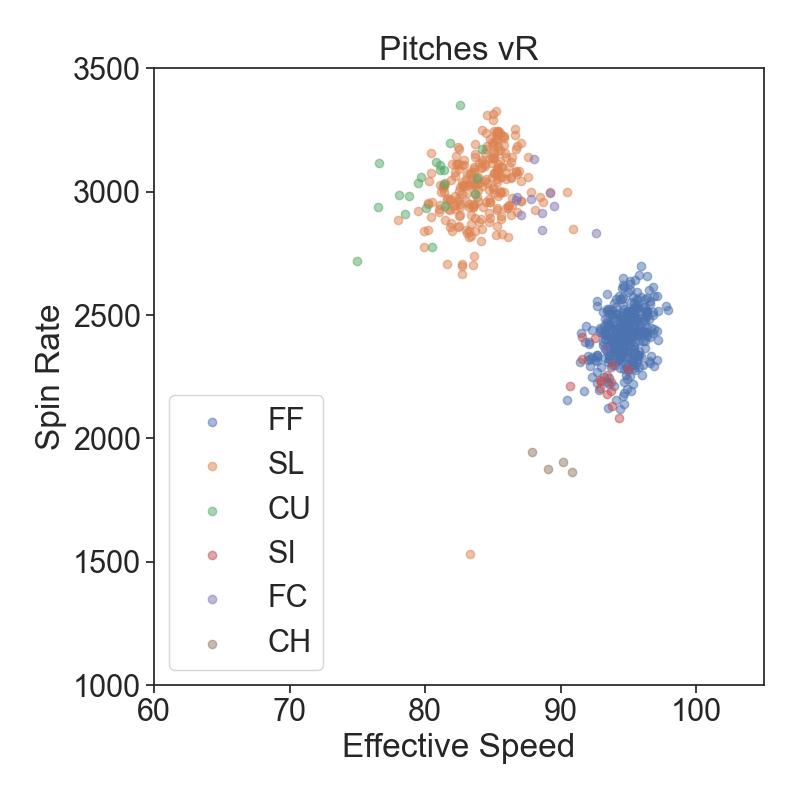 Pitches vR
3500
3000
2500
2000
1500
1000
Spin Rate
FF
SL
CU
SI
FC
CH
60 70 80 90 100
Effective Speed